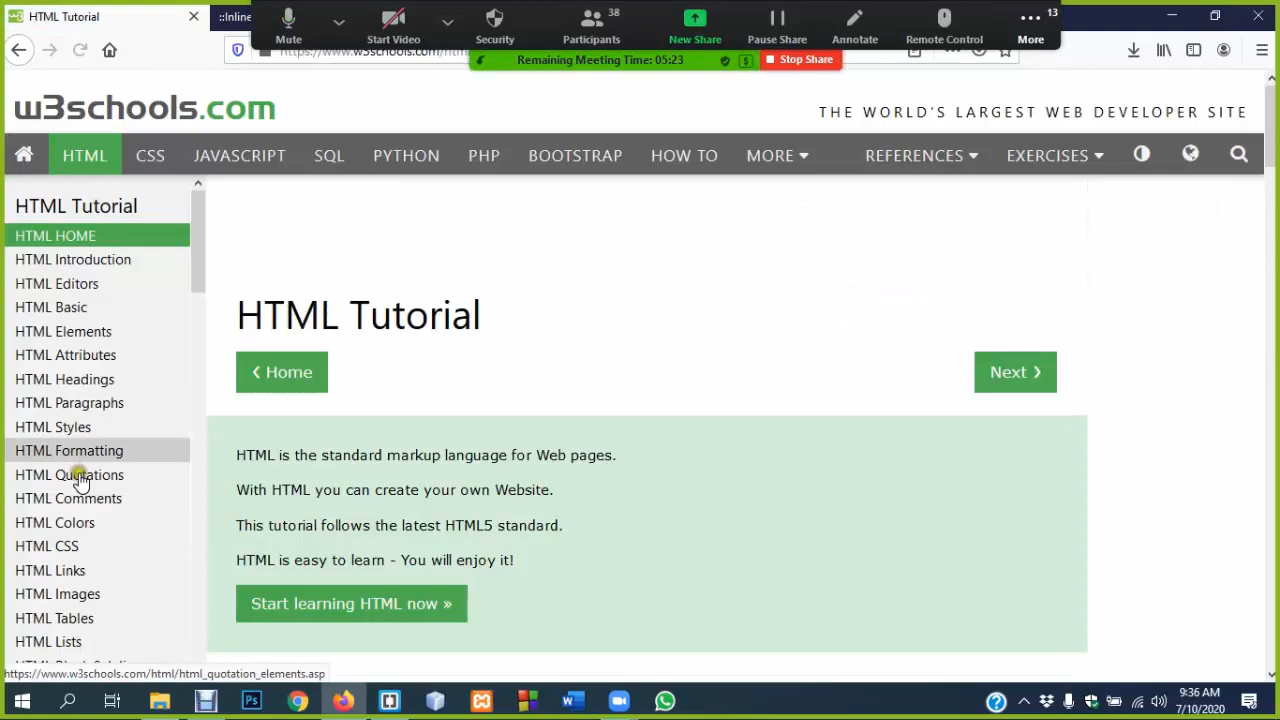 HTML Tutorial
::Inline
Mute
Start Video
Security
Participants
38
New Share
Pause Share
Annotate
Remote Control
More
13
https://www.w3schools.com/html
Remaining Meeting Time: 05:23
Stop Share
w3schools.com
THE WORLD'S LARGEST WEB DEVELOPER SITE
HTML
CSS
JAVASCRIPT
SQL
PYTHON
PHP
BOOTSTRAP
HOW TO
MORE
REFERENCES
EXERCISES
HTML Tutorial
HTML HOME
HTML Introduction
HTML Editors
HTML Basic
HTML Elements
HTML Attributes
HTML Headings
HTML Paragraphs
HTML Styles
HTML Formatting
HTML Quotations
HTML Comments
HTML Colors
HTML CSS
HTML Links
HTML Images
HTML Tables
HTML Lists
HTML Tutorial
❮ Home
Next ❯
HTML is the standard markup language for Web pages.
With HTML you can create your own Website.
This tutorial follows the latest HTML5 standard.
HTML is easy to learn - You will enjoy it!
Start learning HTML now »
https://www.w3schools.com/html/html_quotation_elements.asp
9:36 AM
7/10/2020